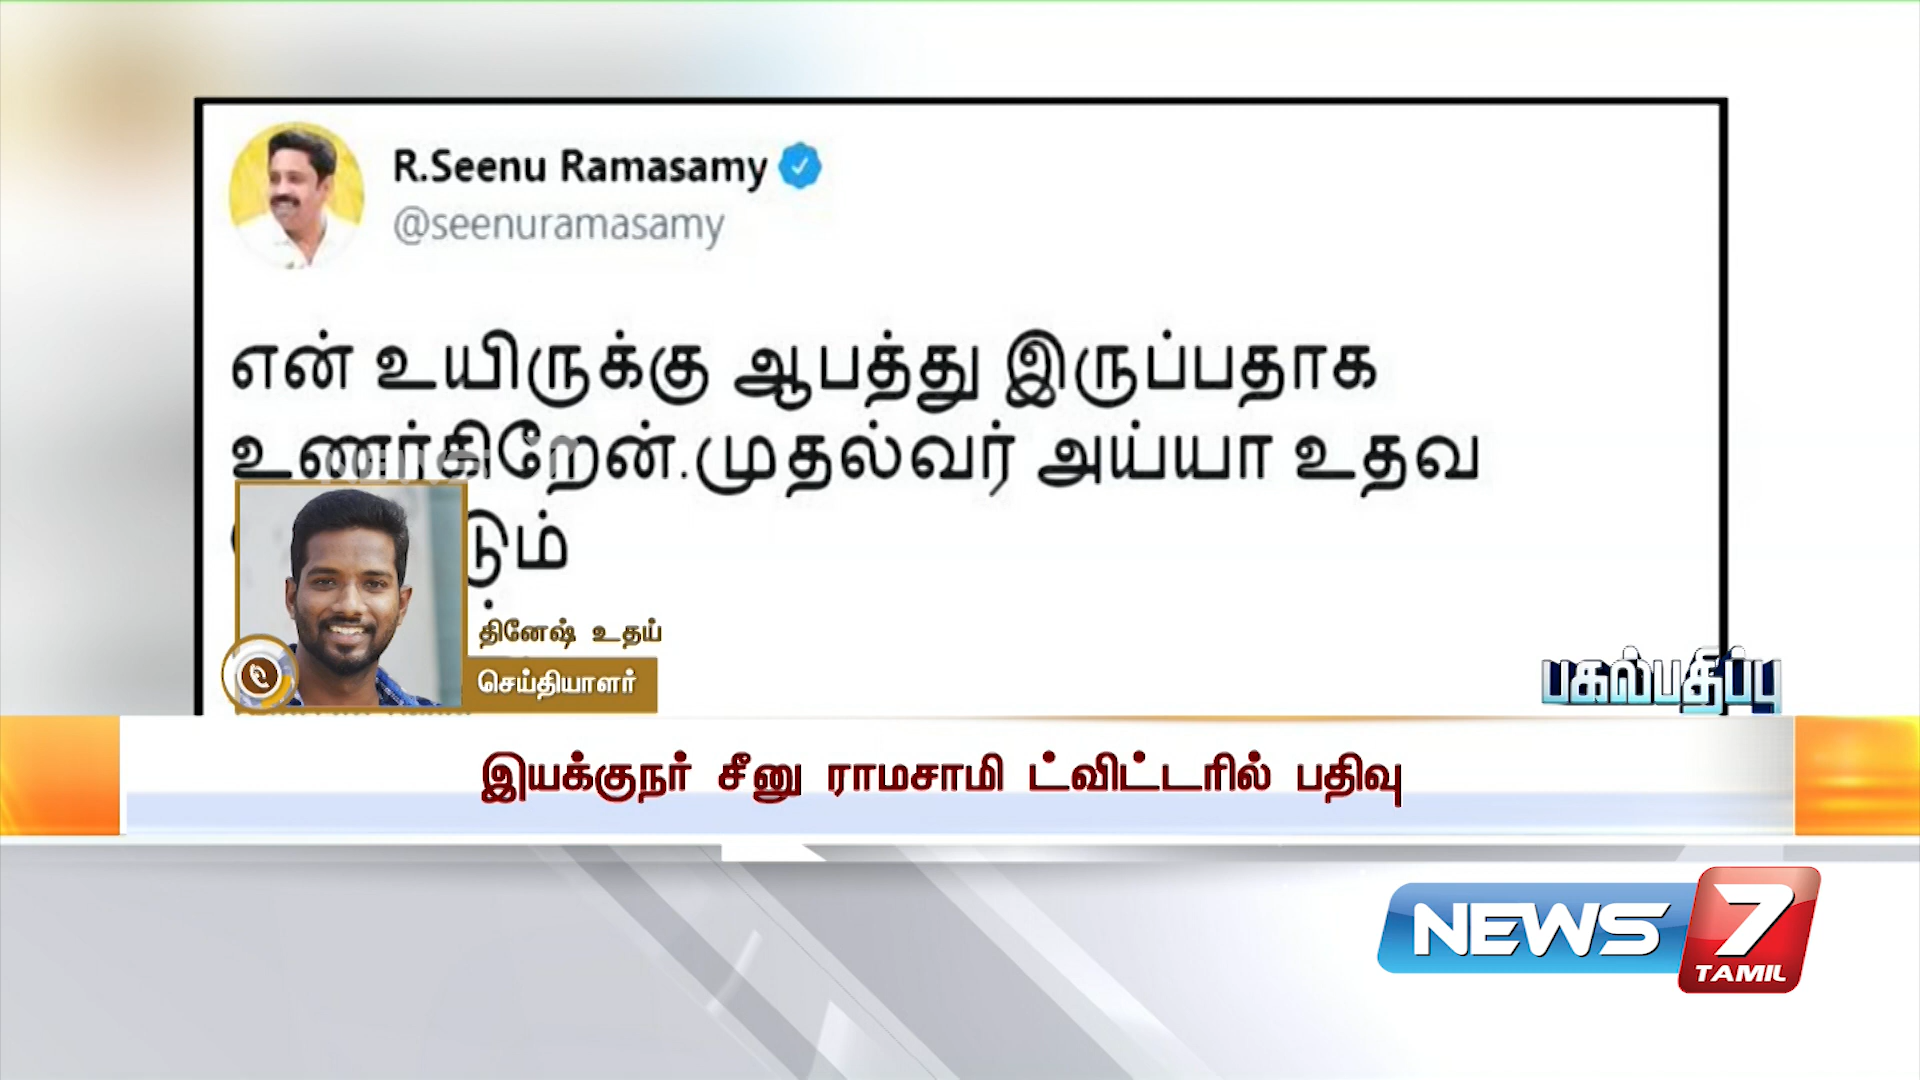 R.Seenu Ramasamy
@seenuramasamy
என் உயிருக்கு ஆபத்து இருப்பதாக
உணர்கிறேன்.முதல்வர் அய்யா உதவ
தினேஷ் உதய்
செய்தியாளர்
பகல்பதிப்பு
இயக்குநர் சீனு ராமசாமி ட்விட்டரில் பதிவு
NEWS 7
TAMIL